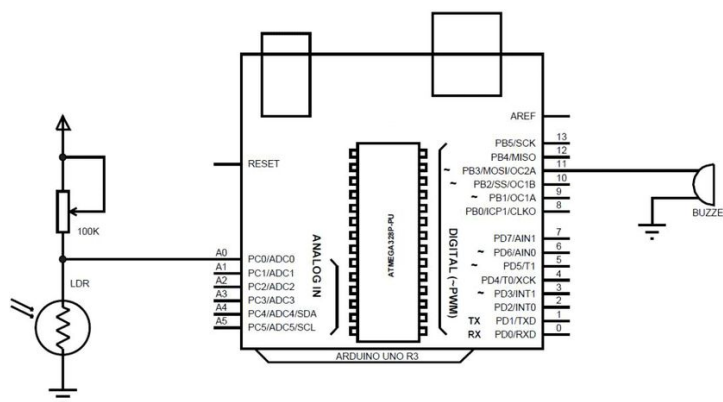 AREF
PB5/SCK 13
PB4/MISO 12
RESET
~ PB3/MOSI/OC2A 11
~ PB2/SS/OC1B 10
~ PB1/OC1A 9
PB0/ICP1/CLKO 8
BUZZE
100K
ATMEGA328P-PU
ANALOG IN
DIGITAL (~PWM)
PD7/AIN1 7
~ PD6/AIN0 6
~ PD5/T1 5
PD4/T0/XCK 4
~ PD3/INT1 3
PD2/INT0 2
TX PD1/TXD 1
RX PD0/RXD 0
A0 PC0/ADC0
A1 PC1/ADC1
A2 PC2/ADC2
A3 PC3/ADC3
A4 PC4/ADC4/SDA
A5 PC5/ADC5/SCL
LDR
ARDUINO UNO R3